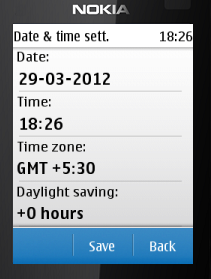 NOKIA
Date & time sett. 18:26
Date:
29-03-2012
Time:
18:26
Time zone:
GMT +5:30
Daylight saving:
+0 hours
Save Back